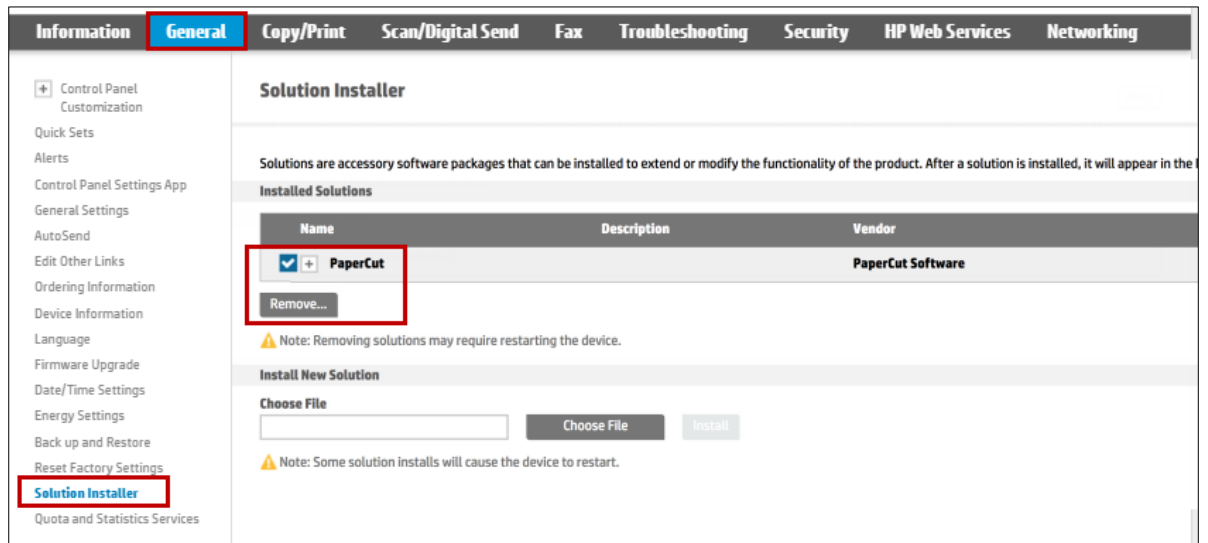 Information General Copy/Print Scan/Digital Send Fax Troubleshooting Security HP Web Services Networking
+ Control Panel
Customization
Quick Sets
Alerts
Control Panel Settings App
General Settings
AutoSend
Edit Other Links
Ordering Information
Device Information
Language
Firmware Upgrade
Date/Time Settings
Energy Settings
Back up and Restore
Reset Factory Settings
Solution Installer
Quota and Statistics Services
Solution Installer
Solutions are accessory software packages that can be installed to extend or modify the functionality of the product. After a solution is installed, it will appear in the
Installed Solutions
Name Description Vendor
+ PaperCut PaperCut Software
Remove...
Note: Removing solutions may require restarting the device.
Install New Solution
Choose File
Choose File Install
Note: Some solution installs will cause the device to restart.